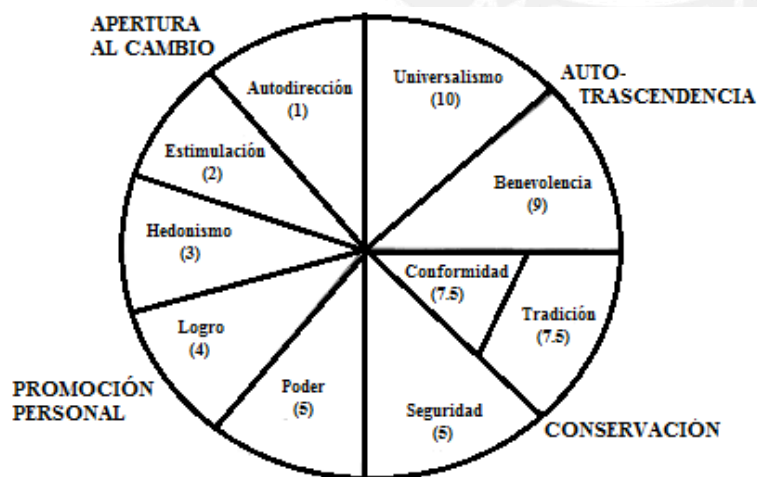 APERTURA
AL CAMBIO
Autodirección
(1)
Universalismo
(10)
AUTO-
TRASCENDENCIA
Estimulación
(2)
Benevolencia
(9)
Hedonismo
(3)
Conformidad
(7.5)
Tradición
(7.5)
Logro
(4)
Poder
(5)
Seguridad
(5)
PROMOCIÓN
PERSONAL
CONSERVACIÓN